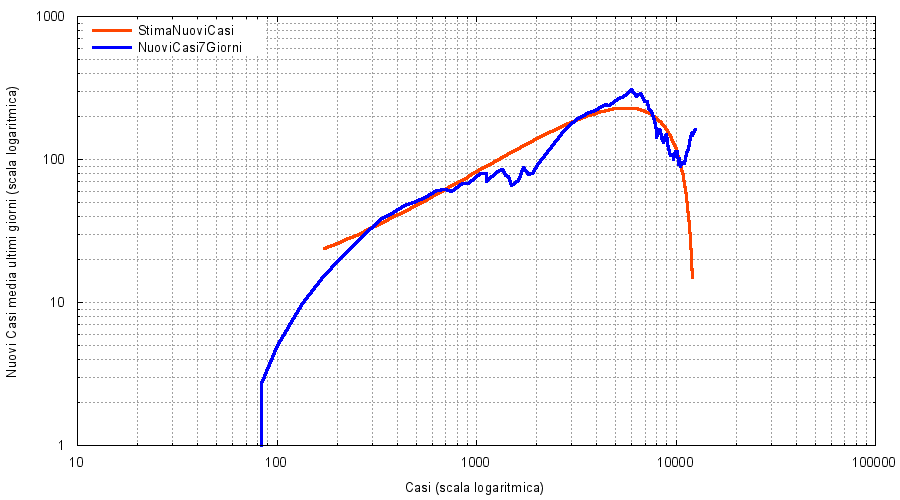 1000
StimaNuoviCasi
NuoviCasi7Giorni
100
10
1
10
100
1000
10000
100000
Nuovi Casi media ultimi giorni (scala logaritmica)
Casi (scala logaritmica)